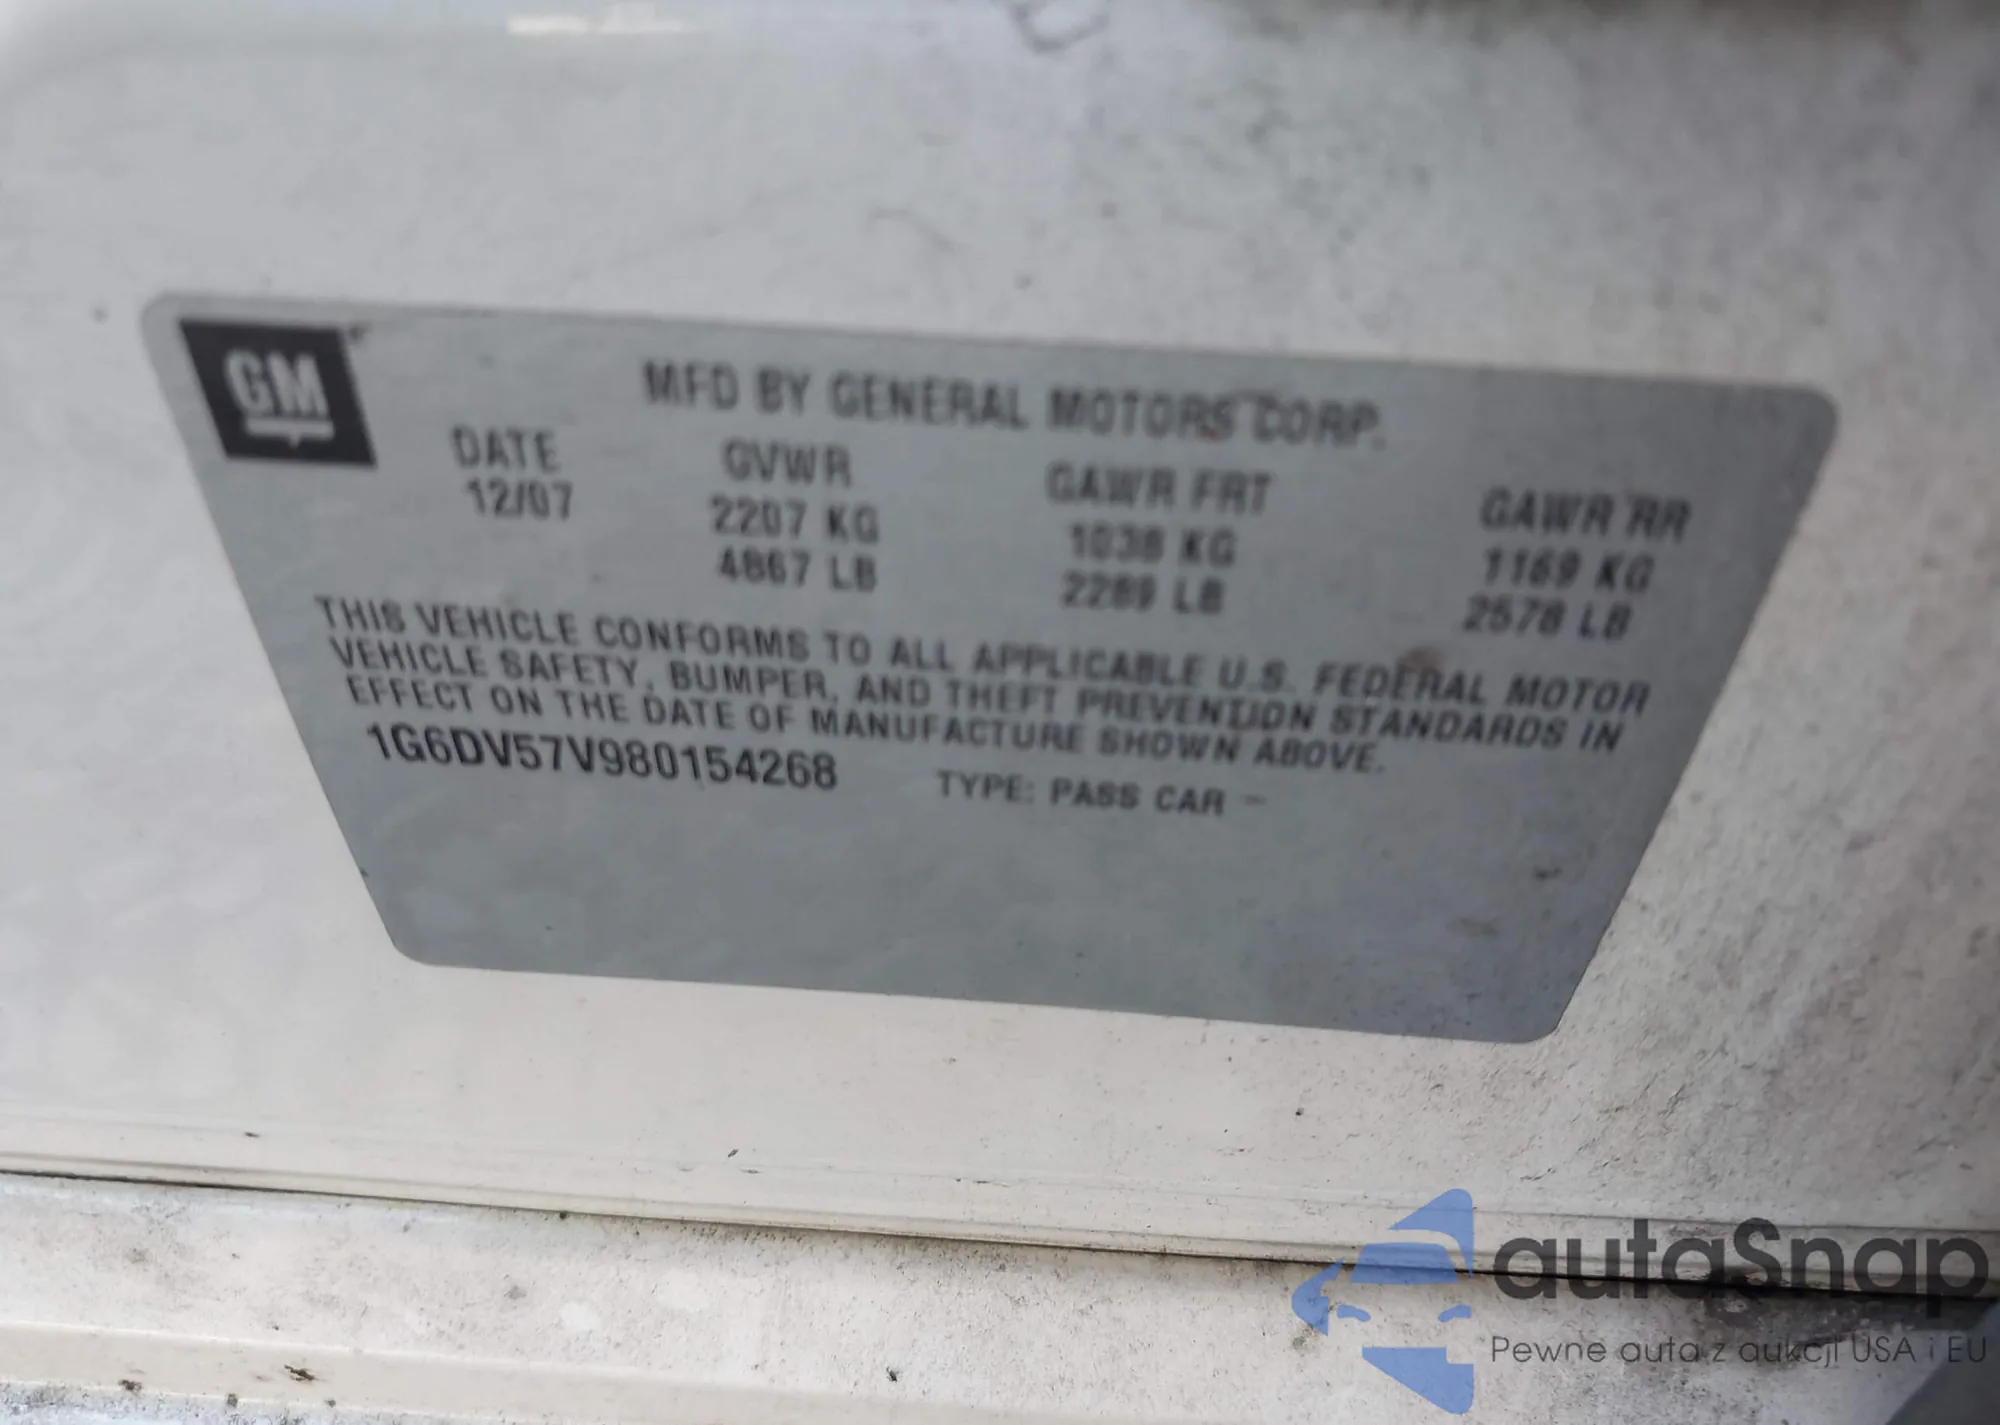 GM
MFD BY GENERAL MOTORS CORP.
DATE GVWR GAWR FRT GAWR RR
12/07 2207 KG 1038 KG 1169 KG
4867 LB 2289 LB 2578 LB
THIS VEHICLE CONFORMS TO ALL APPLICABLE U.S. FEDERAL MOTOR
VEHICLE SAFETY, BUMPER, AND THEFT PREVENTION STANDARDS IN
EFFECT ON THE DATE OF MANUFACTURE SHOWN ABOVE.
1G6DV57V980154268 TYPE: PASS CAR
autaSnap
Pewne auta z aukcji USA i EU